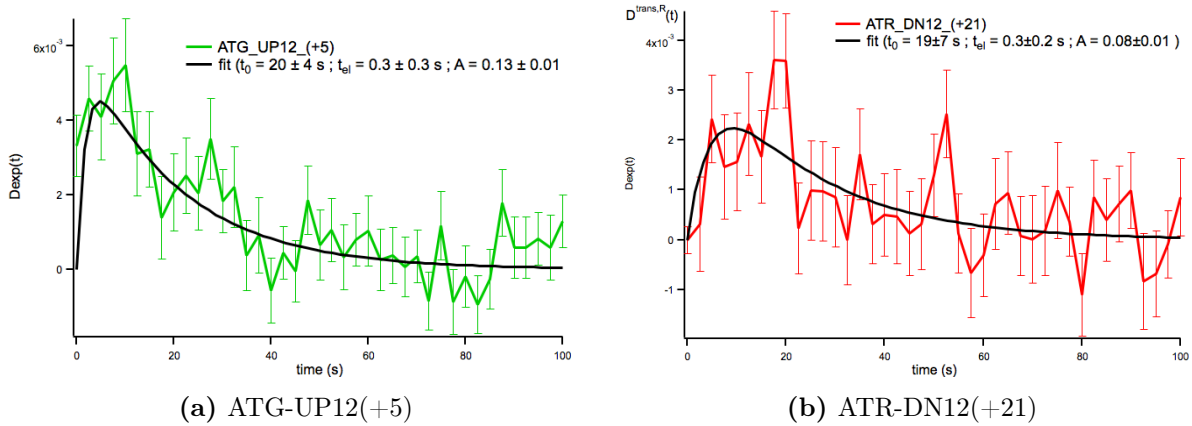 6x10⁻³
4
2
0
Dexp(t)
ATG_UP12_(+5)
fit (t₀ = 20 ± 4 s ; tₑₗ = 0.3 ± 0.3 s ; A = 0.13 ± 0.01
0 20 40 60 80 100
time (s)
(a) ATG-UP12(+5)
Dᵗʳᵃⁿˢ,ᴿ(t)
4x10⁻³
3
2
1
0
-1
Dexp(t)
ATR_DN12_(+21)
fit (t₀ = 19±7 s ; tₑₗ = 0.3±0.2 s ; A = 0.08±0.01 )
0 20 40 60 80 100
time (s)
(b) ATR-DN12(+21)